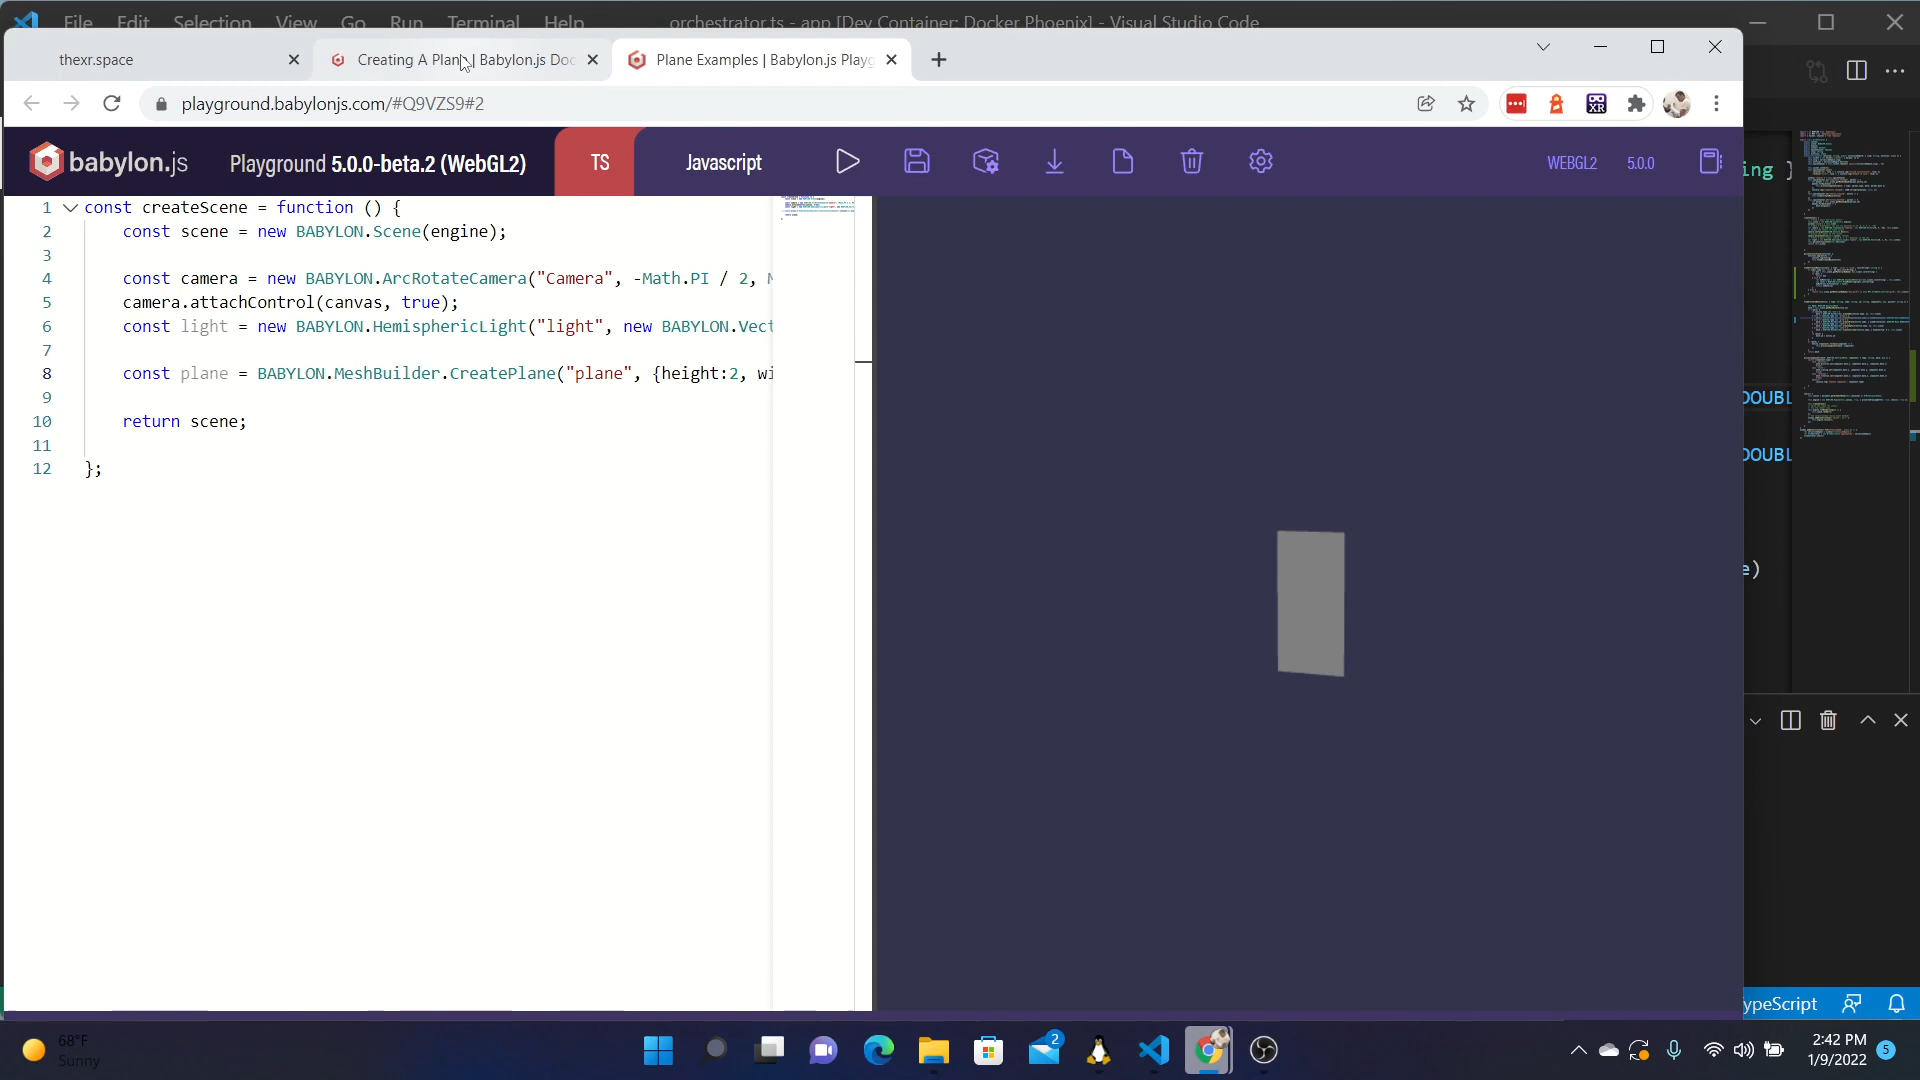 File Edit Selection View Go Run Terminal Help orchestrator.ts - app [Dev Container: Docker Phoenix] - Visual Studio Code
thexr.space
Creating A Plane | Babylon.js Doc
Plane Examples | Babylon.js Playg
playground.babylonjs.com/#Q9VZS9#2
XR
babylon.js Playground 5.0.0-beta.2 (WebGL2) TS Javascript WEBGL2 5.0.0
ing }
1 const createScene = function () {
2 const scene = new BABYLON.Scene(engine);
3
4 const camera = new BABYLON.ArcRotateCamera("Camera", -Math.PI / 2, M
5 camera.attachControl(canvas, true);
6 const light = new BABYLON.HemisphericLight("light", new BABYLON.Vect
7
8 const plane = BABYLON.MeshBuilder.CreatePlane("plane", {height:2, wi
9
10 return scene;
11
12 };
DOUBL
DOUBL
e)
ypeScript
68°F
Sunny
2
2:42 PM
1/9/2022
5